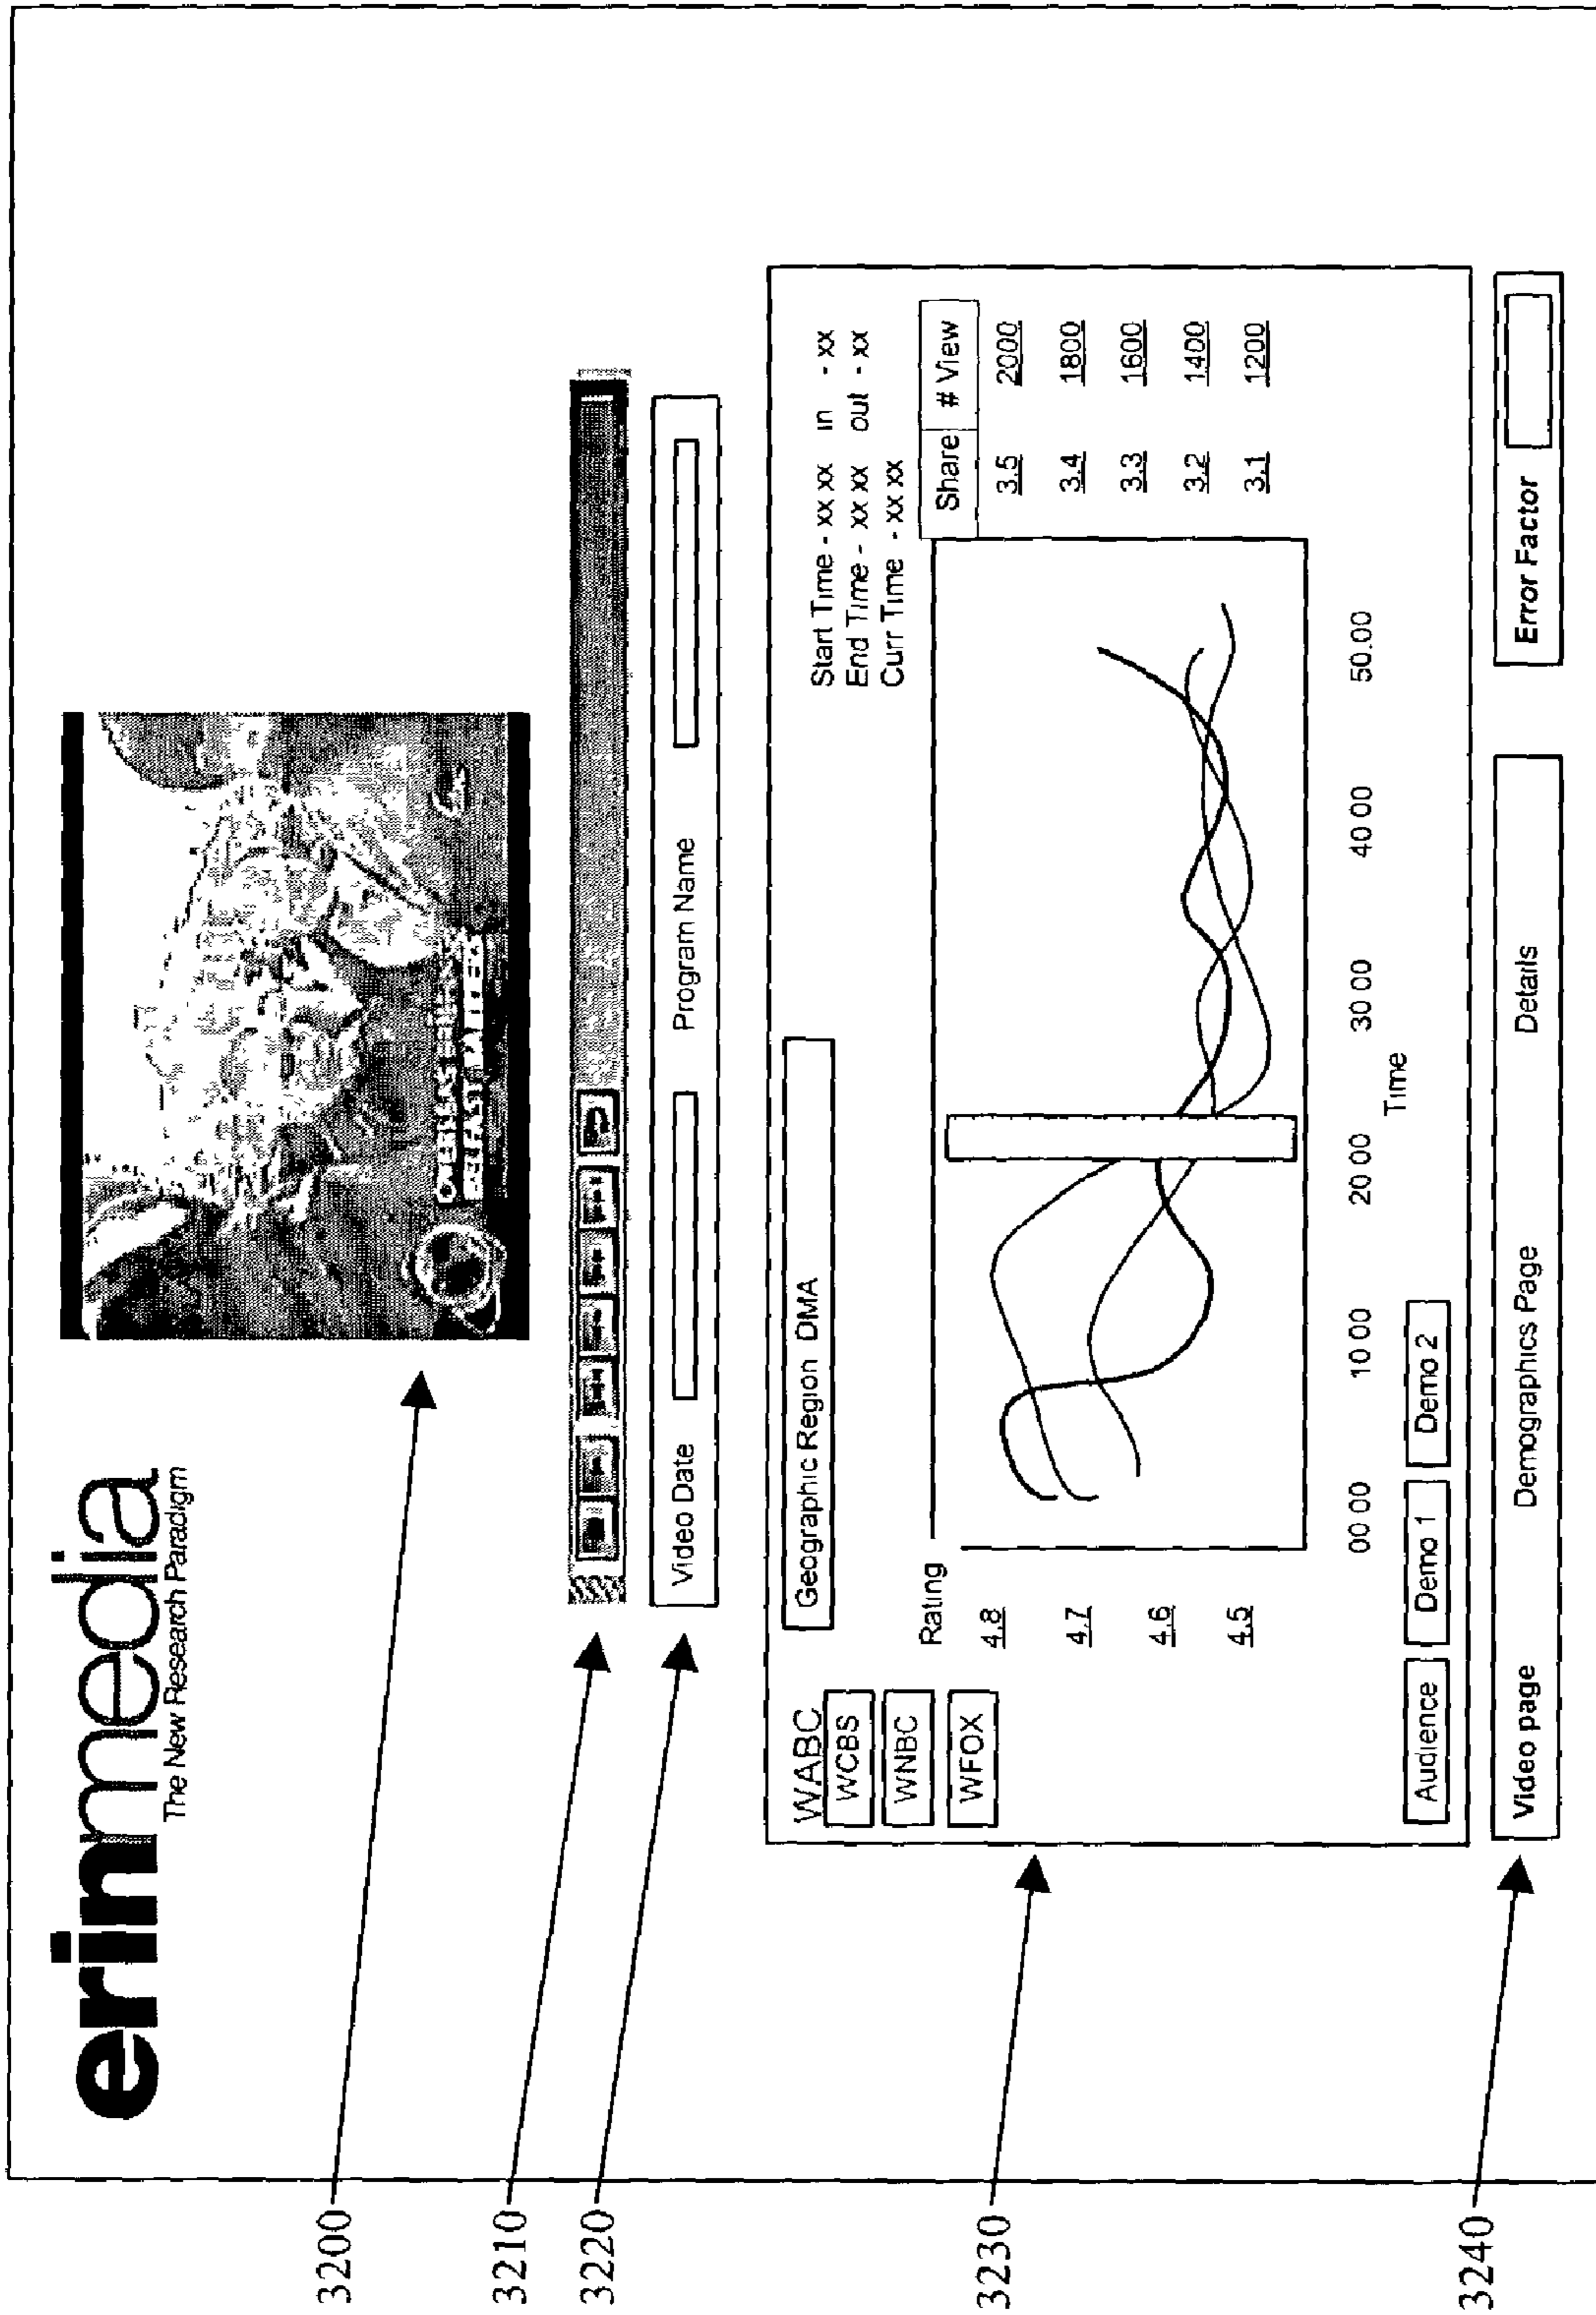 erinmedia
The New Research Paradigm
3200
3210
3220
Video Date
Program Name
3230
WABC
WCBS
WNBC
WFOX
Geographic Region DMA
Start Time - xx xx in - xx
End Time - xx xx out - xx
Curr Time - xx xx
Rating
Share # View
4.8
4.7
4.6
4.5
3.5 2000
3.4 1800
3.3 1600
3.2 1400
3.1 1200
00 00 10 00 20 00 30 00 40 00 50.00
Time
Audience Demo 1 Demo 2
3240
Video page Demographics Page Details
Error Factor